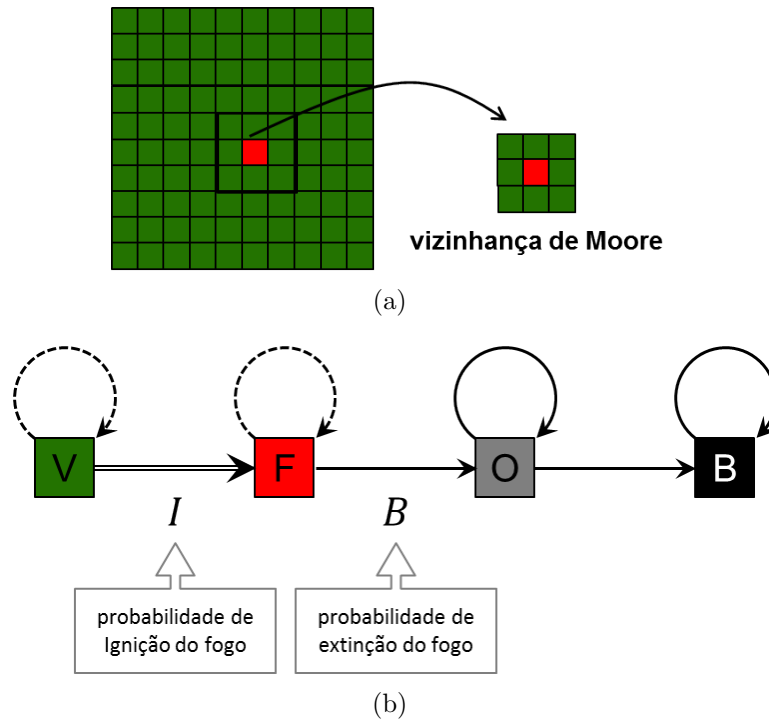 vizinhança de Moore
(a)
V F O B
I B
probabilidade de
Ignição do fogo
probabilidade de
extinção do fogo
(b)